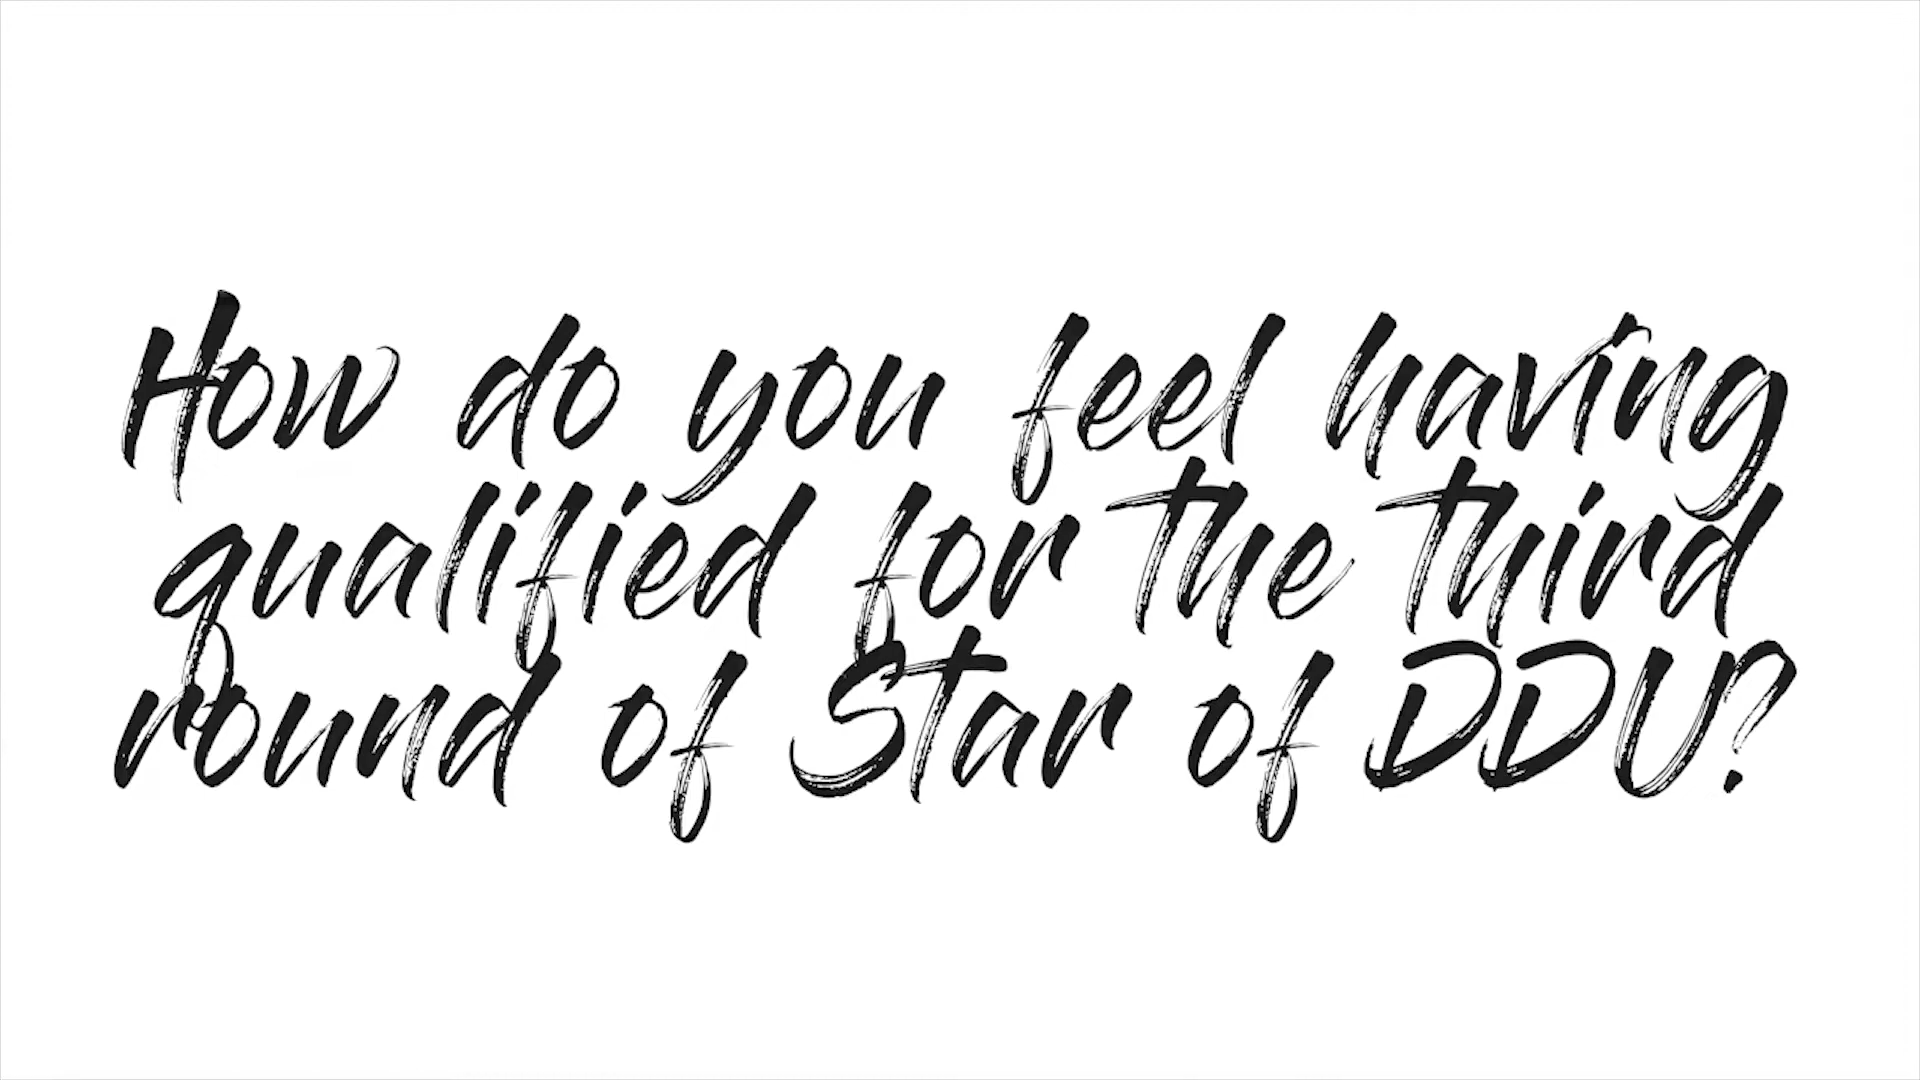 How do you feel having
qualified for the third
round of Star of DDU?